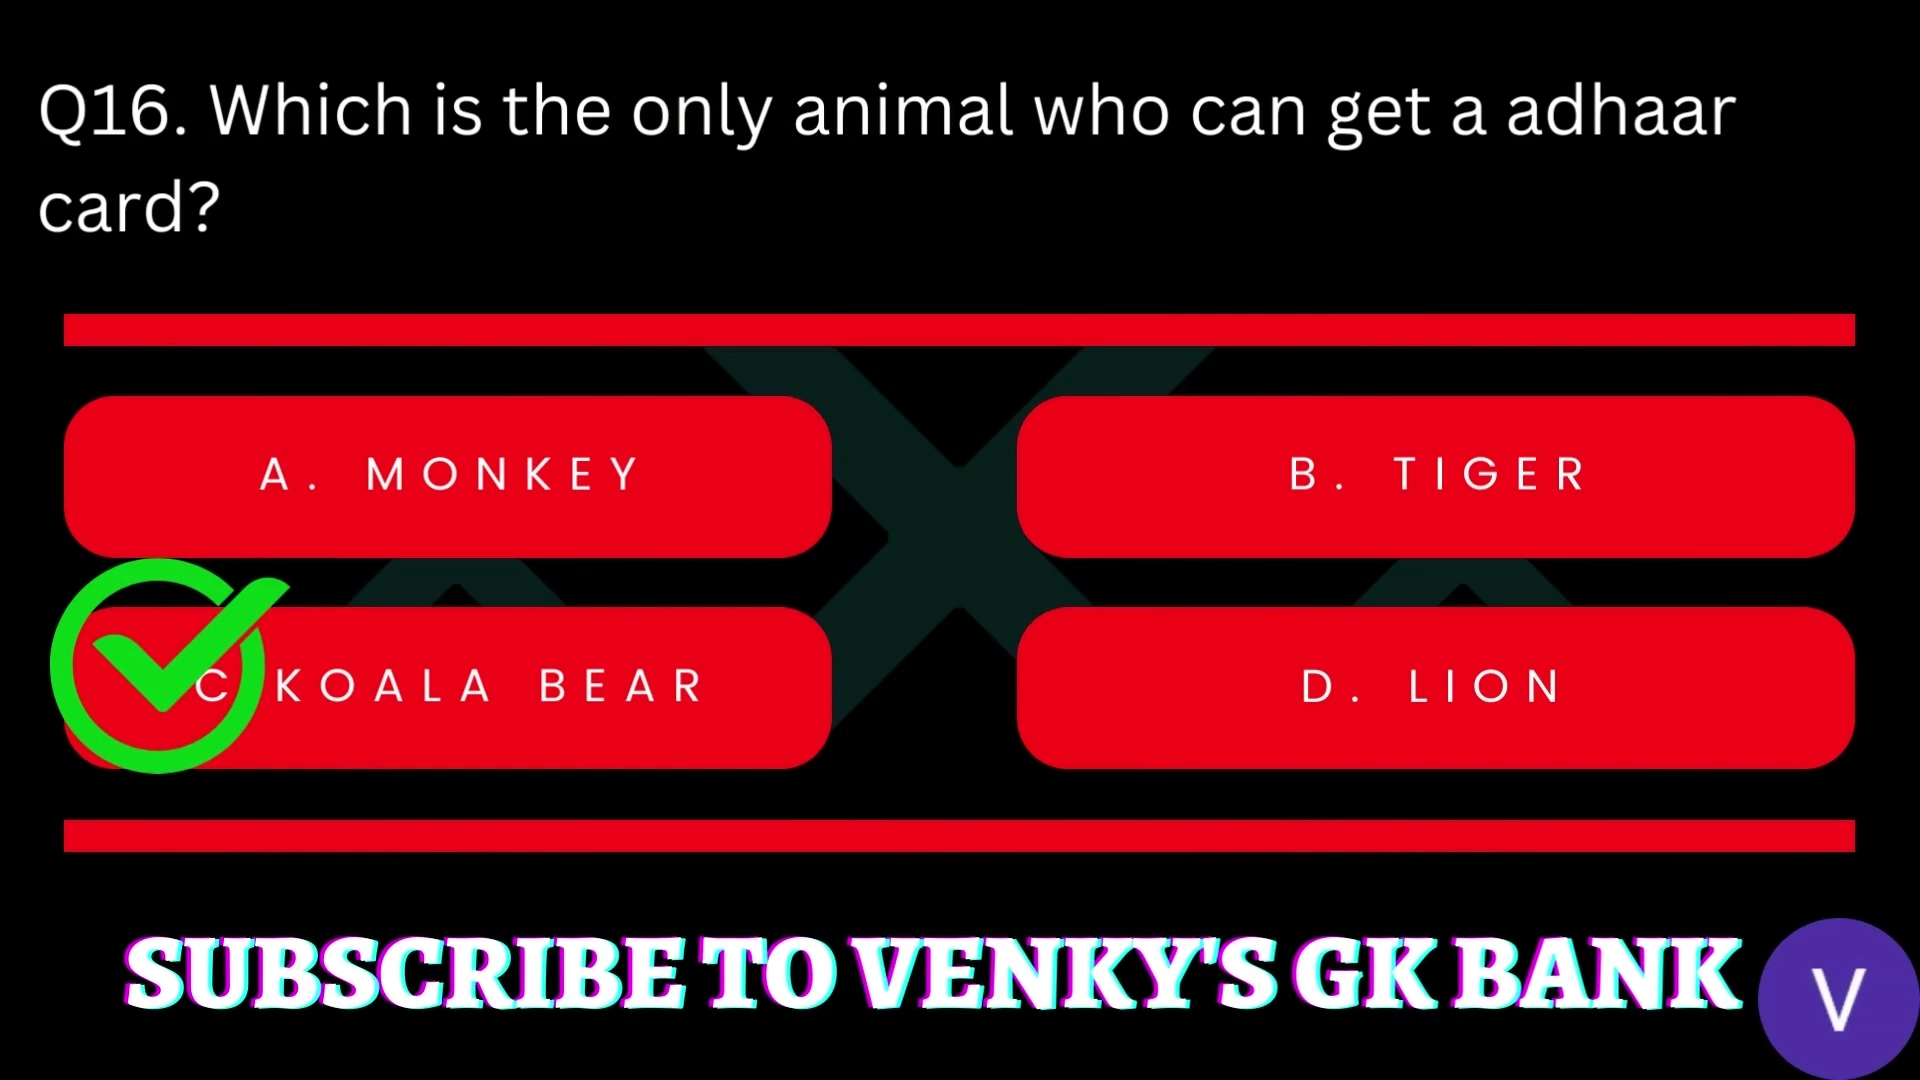 Q16. Which is the only animal who can get a adhaar
card?
A. MONKEY
B. TIGER
C KOALA BEAR
D. LION
SUBSCRIBE TO VENKY'S GK BANK
V